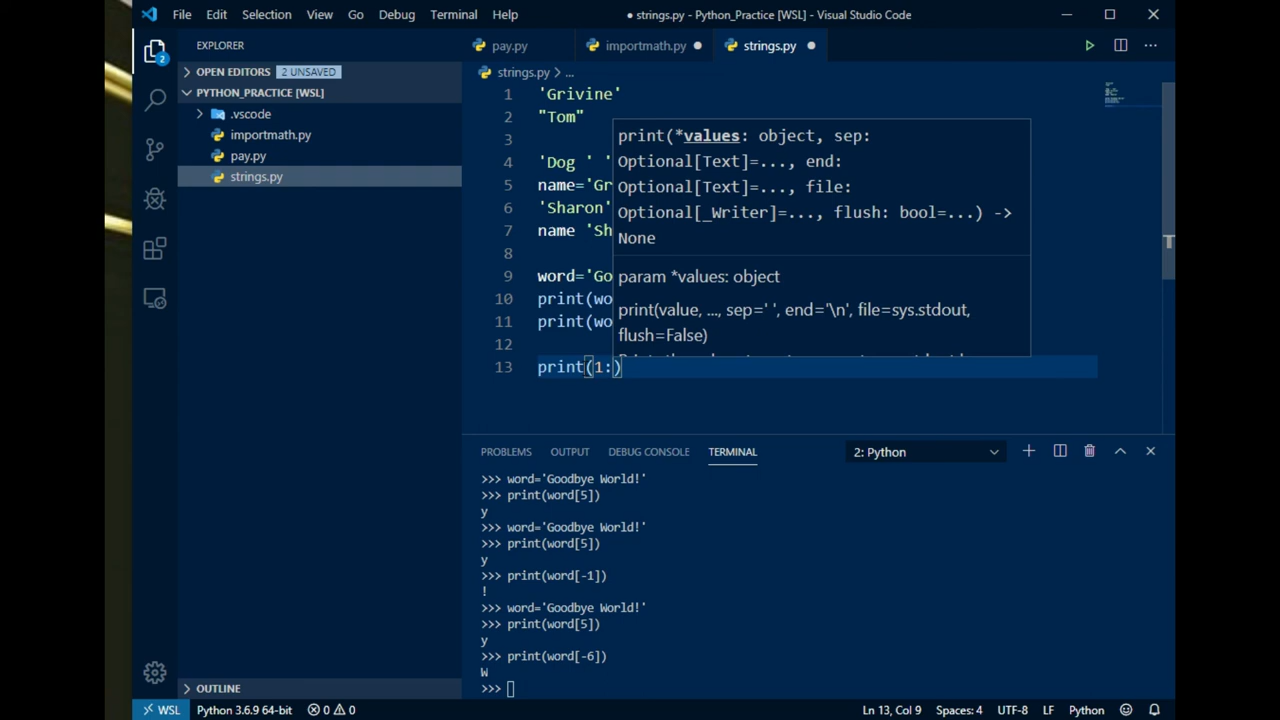 File Edit Selection View Go Debug Terminal Help
● strings.py - Python_Practice [WSL] - Visual Studio Code
EXPLORER
OPEN EDITORS 2 UNSAVED
PYTHON_PRACTICE [WSL]
.vscode
importmath.py
pay.py
strings.py
OUTLINE
2
pay.py importmath.py ● strings.py ●
strings.py > ...
1 'Grivine'
2 "Tom"
3
4 'Dog ' '
5 name='Gr
6 'Sharon'
7 name 'Sh
8
9 word='Go
10 print(wo
11 print(wo
12
13 print(1:)
print(*values: object, sep:
Optional[Text]=..., end:
Optional[Text]=..., file:
Optional[_Writer]=..., flush: bool=...) ->
None
param *values: object
print(value, ..., sep=' ', end='\n', file=sys.stdout,
flush=False)
PROBLEMS OUTPUT DEBUG CONSOLE TERMINAL 2: Python
>>> word='Goodbye World!'
>>> print(word[5])
y
>>> word='Goodbye World!'
>>> print(word[5])
y
>>> print(word[-1])
!
>>> word='Goodbye World!'
>>> print(word[5])
y
>>> print(word[-6])
W
>>>
WSL Python 3.6.9 64-bit 0 0 Ln 13, Col 9 Spaces: 4 UTF-8 LF Python